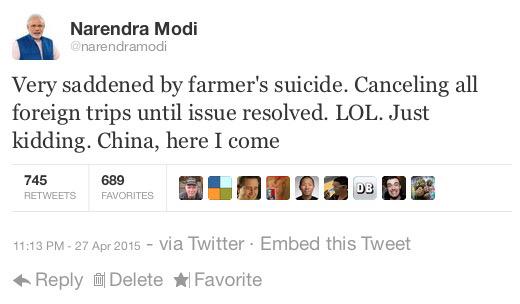 Narendra Modi
@narendramodi
Very saddened by farmer's suicide. Canceling all
foreign trips until issue resolved. LOL. Just
kidding. China, here I come
745 689
RETWEETS FAVORITES
DB
11:13 PM - 27 Apr 2015 - via Twitter · Embed this Tweet
Reply Delete Favorite